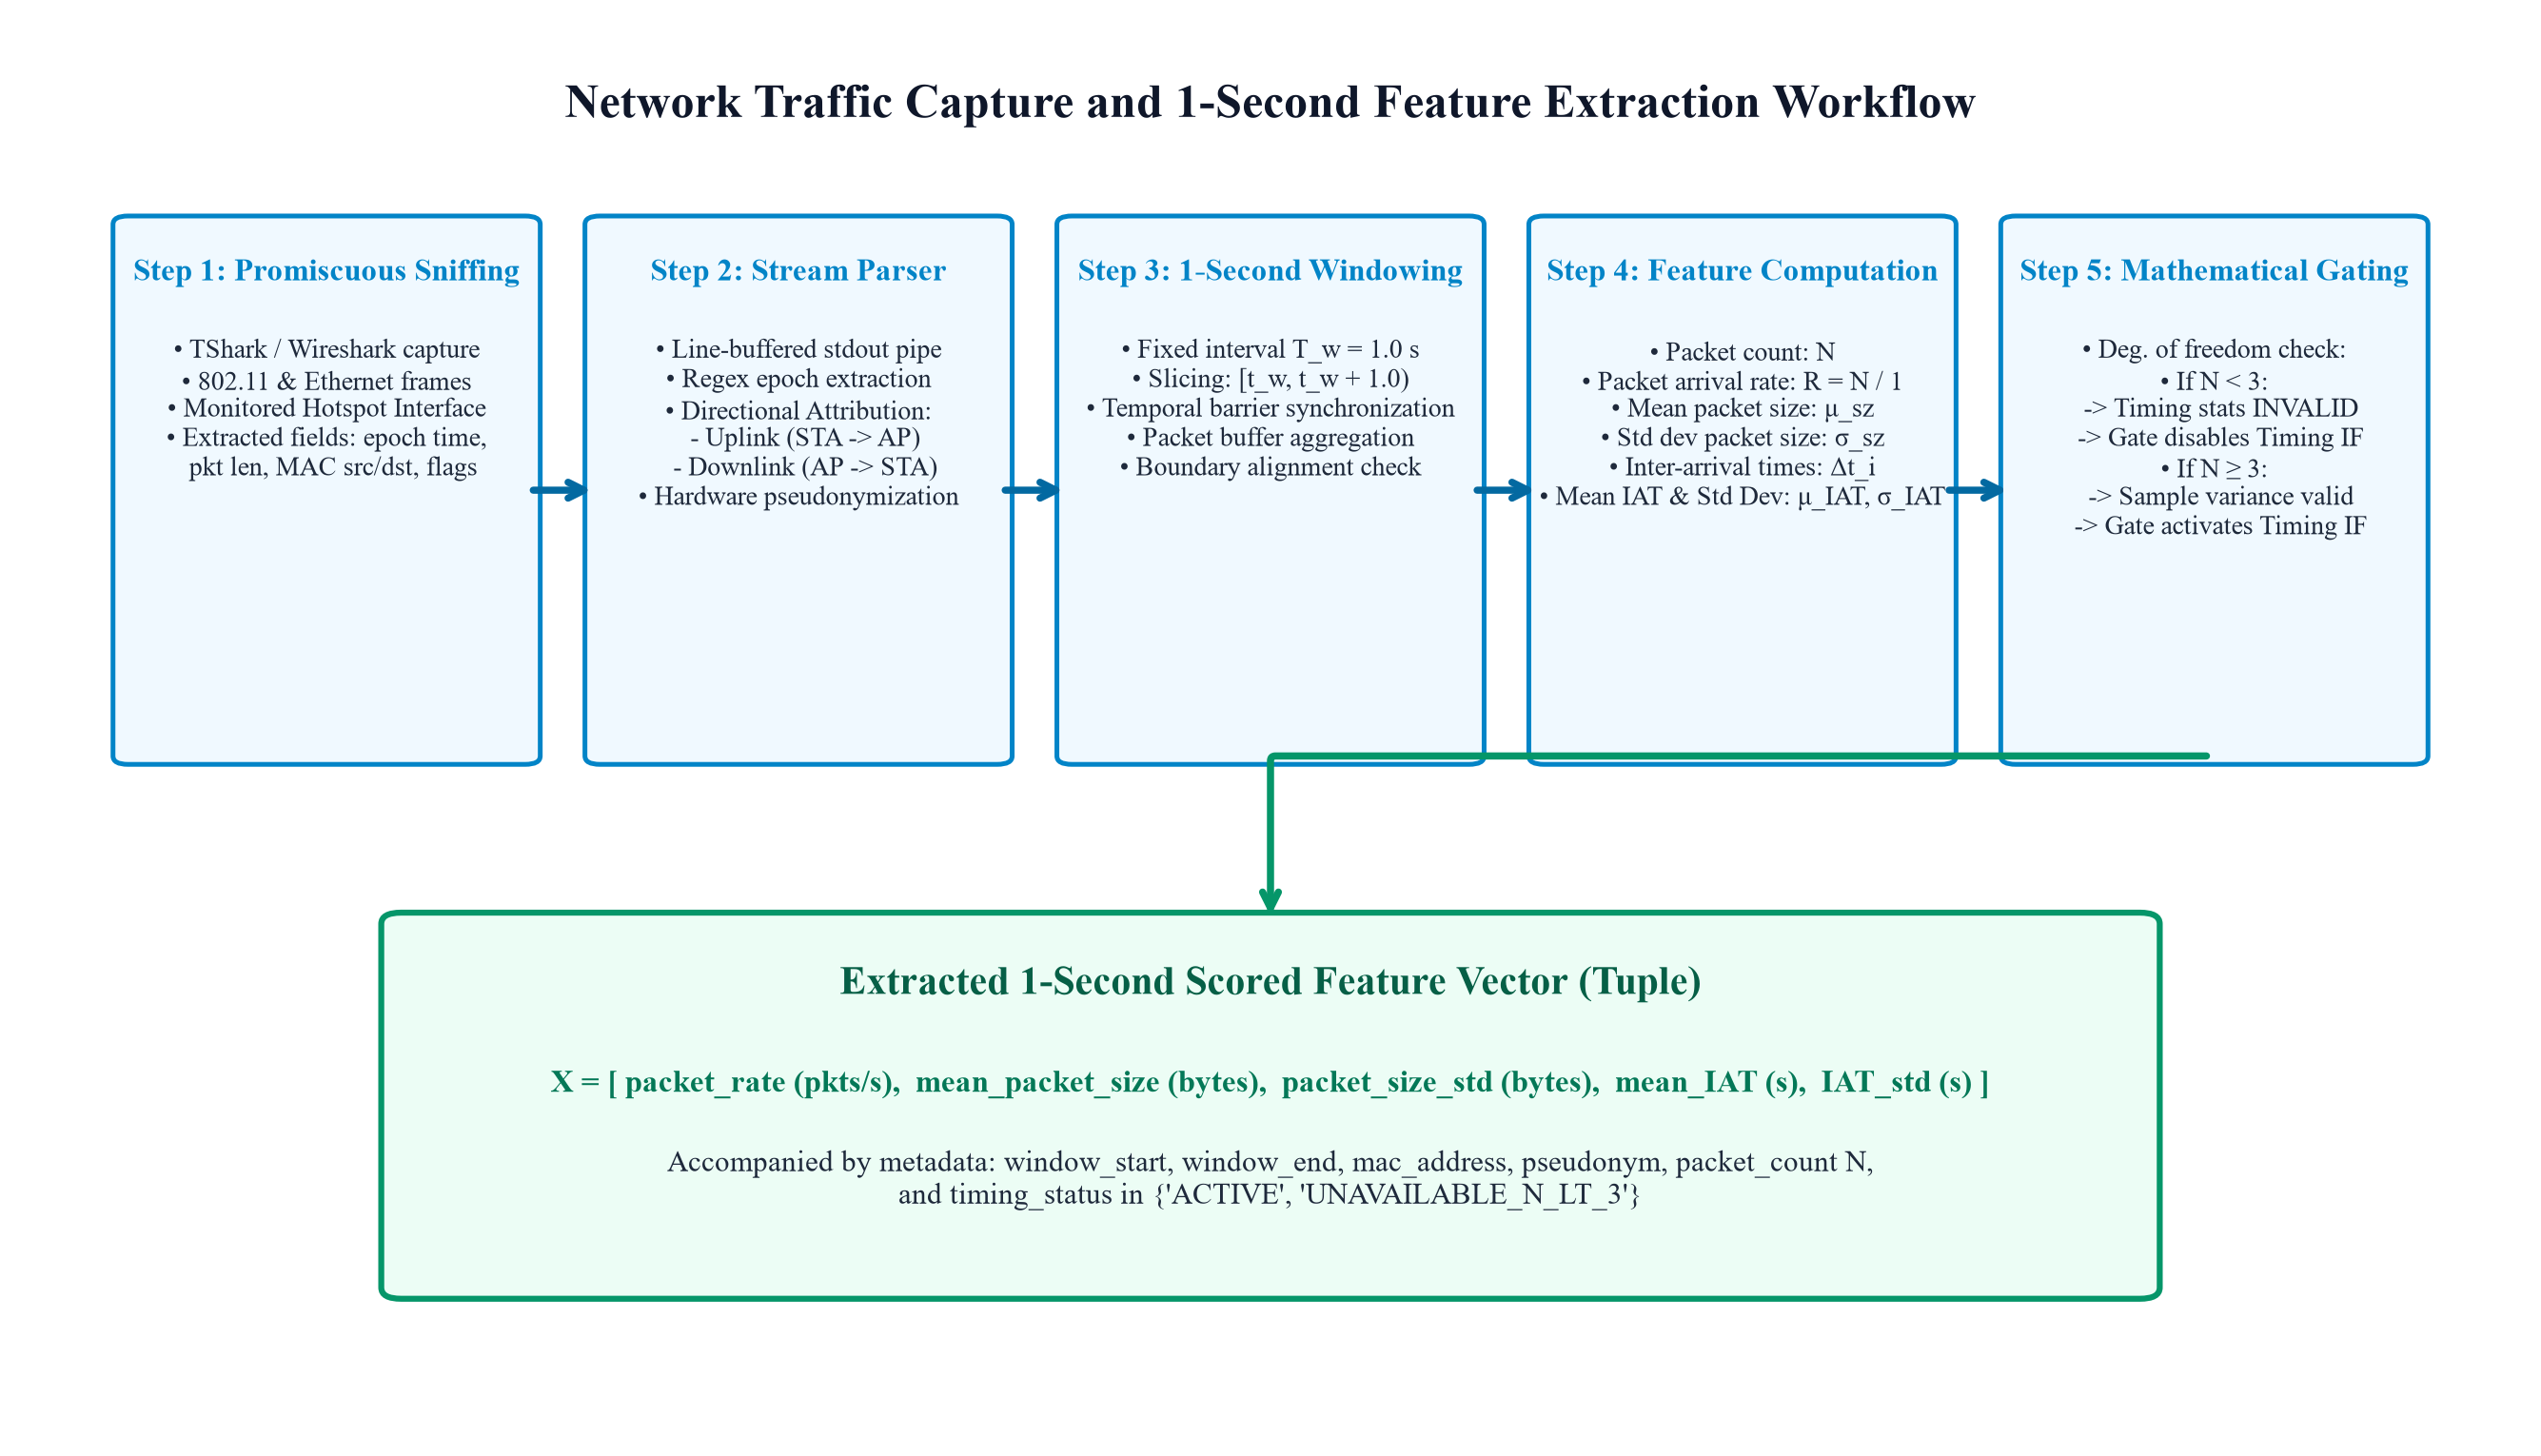 Network Traffic Capture and 1-Second Feature Extraction Workflow
Step 1: Promiscuous Sniffing
• TShark / Wireshark capture
• 802.11 & Ethernet frames
• Monitored Hotspot Interface
• Extracted fields: epoch time,
pkt len, MAC src/dst, flags
Step 2: Stream Parser
• Line-buffered stdout pipe
• Regex epoch extraction
• Directional Attribution:
- Uplink (STA -> AP)
- Downlink (AP -> STA)
• Hardware pseudonymization
Step 3: 1-Second Windowing
• Fixed interval T_w = 1.0 s
• Slicing: [t_w, t_w + 1.0)
• Temporal barrier synchronization
• Packet buffer aggregation
• Boundary alignment check
Step 4: Feature Computation
• Packet count: N
• Packet arrival rate: R = N / 1
• Mean packet size: μ_sz
• Std dev packet size: σ_sz
• Inter-arrival times: Δt_i
• Mean IAT & Std Dev: μ_IAT, σ_IAT
Step 5: Mathematical Gating
• Deg. of freedom check:
• If N < 3:
-> Timing stats INVALID
-> Gate disables Timing IF
• If N ≥ 3:
-> Sample variance valid
-> Gate activates Timing IF
Extracted 1-Second Scored Feature Vector (Tuple)
X = [ packet_rate (pkts/s), mean_packet_size (bytes), packet_size_std (bytes), mean_IAT (s), IAT_std (s) ]
Accompanied by metadata: window_start, window_end, mac_address, pseudonym, packet_count N,
and timing_status in {'ACTIVE', 'UNAVAILABLE_N_LT_3'}